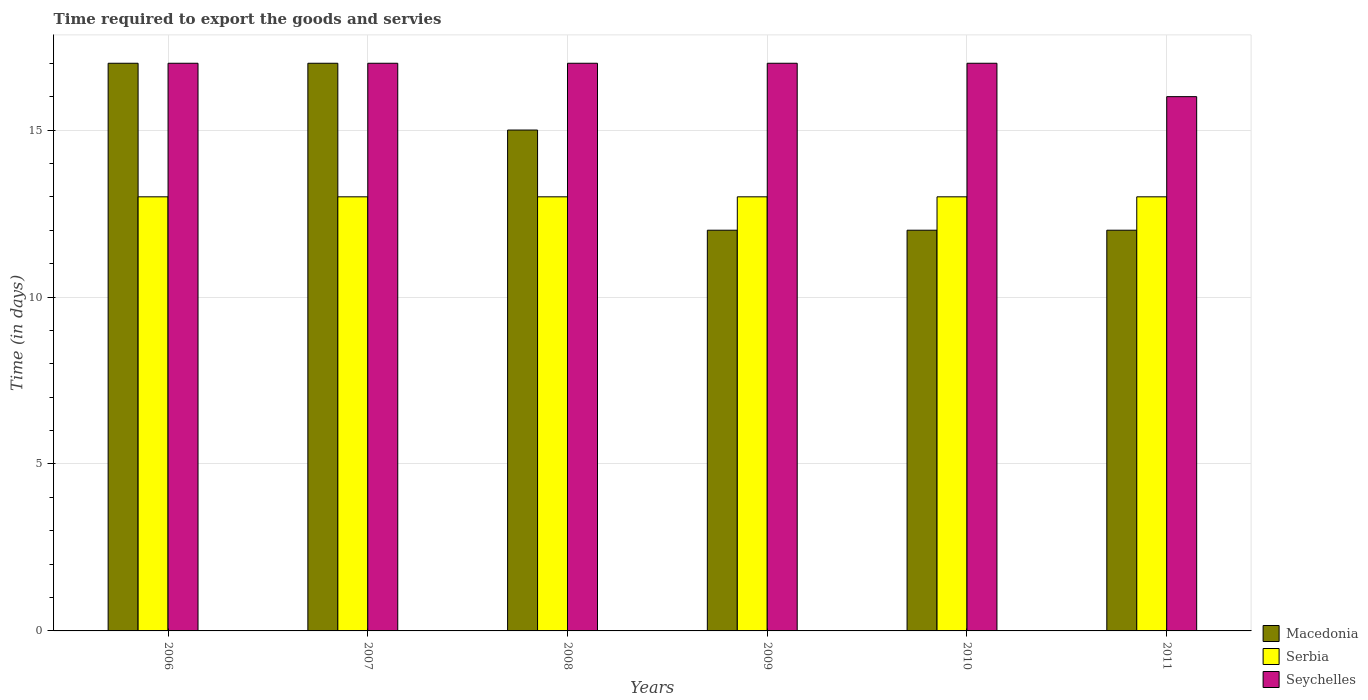 Time required to export the goods and servies
Time (in days)
15
10
5
0
2006
2007
2008
2009
2010
2011
Years
Macedonia
Serbia
Seychelles